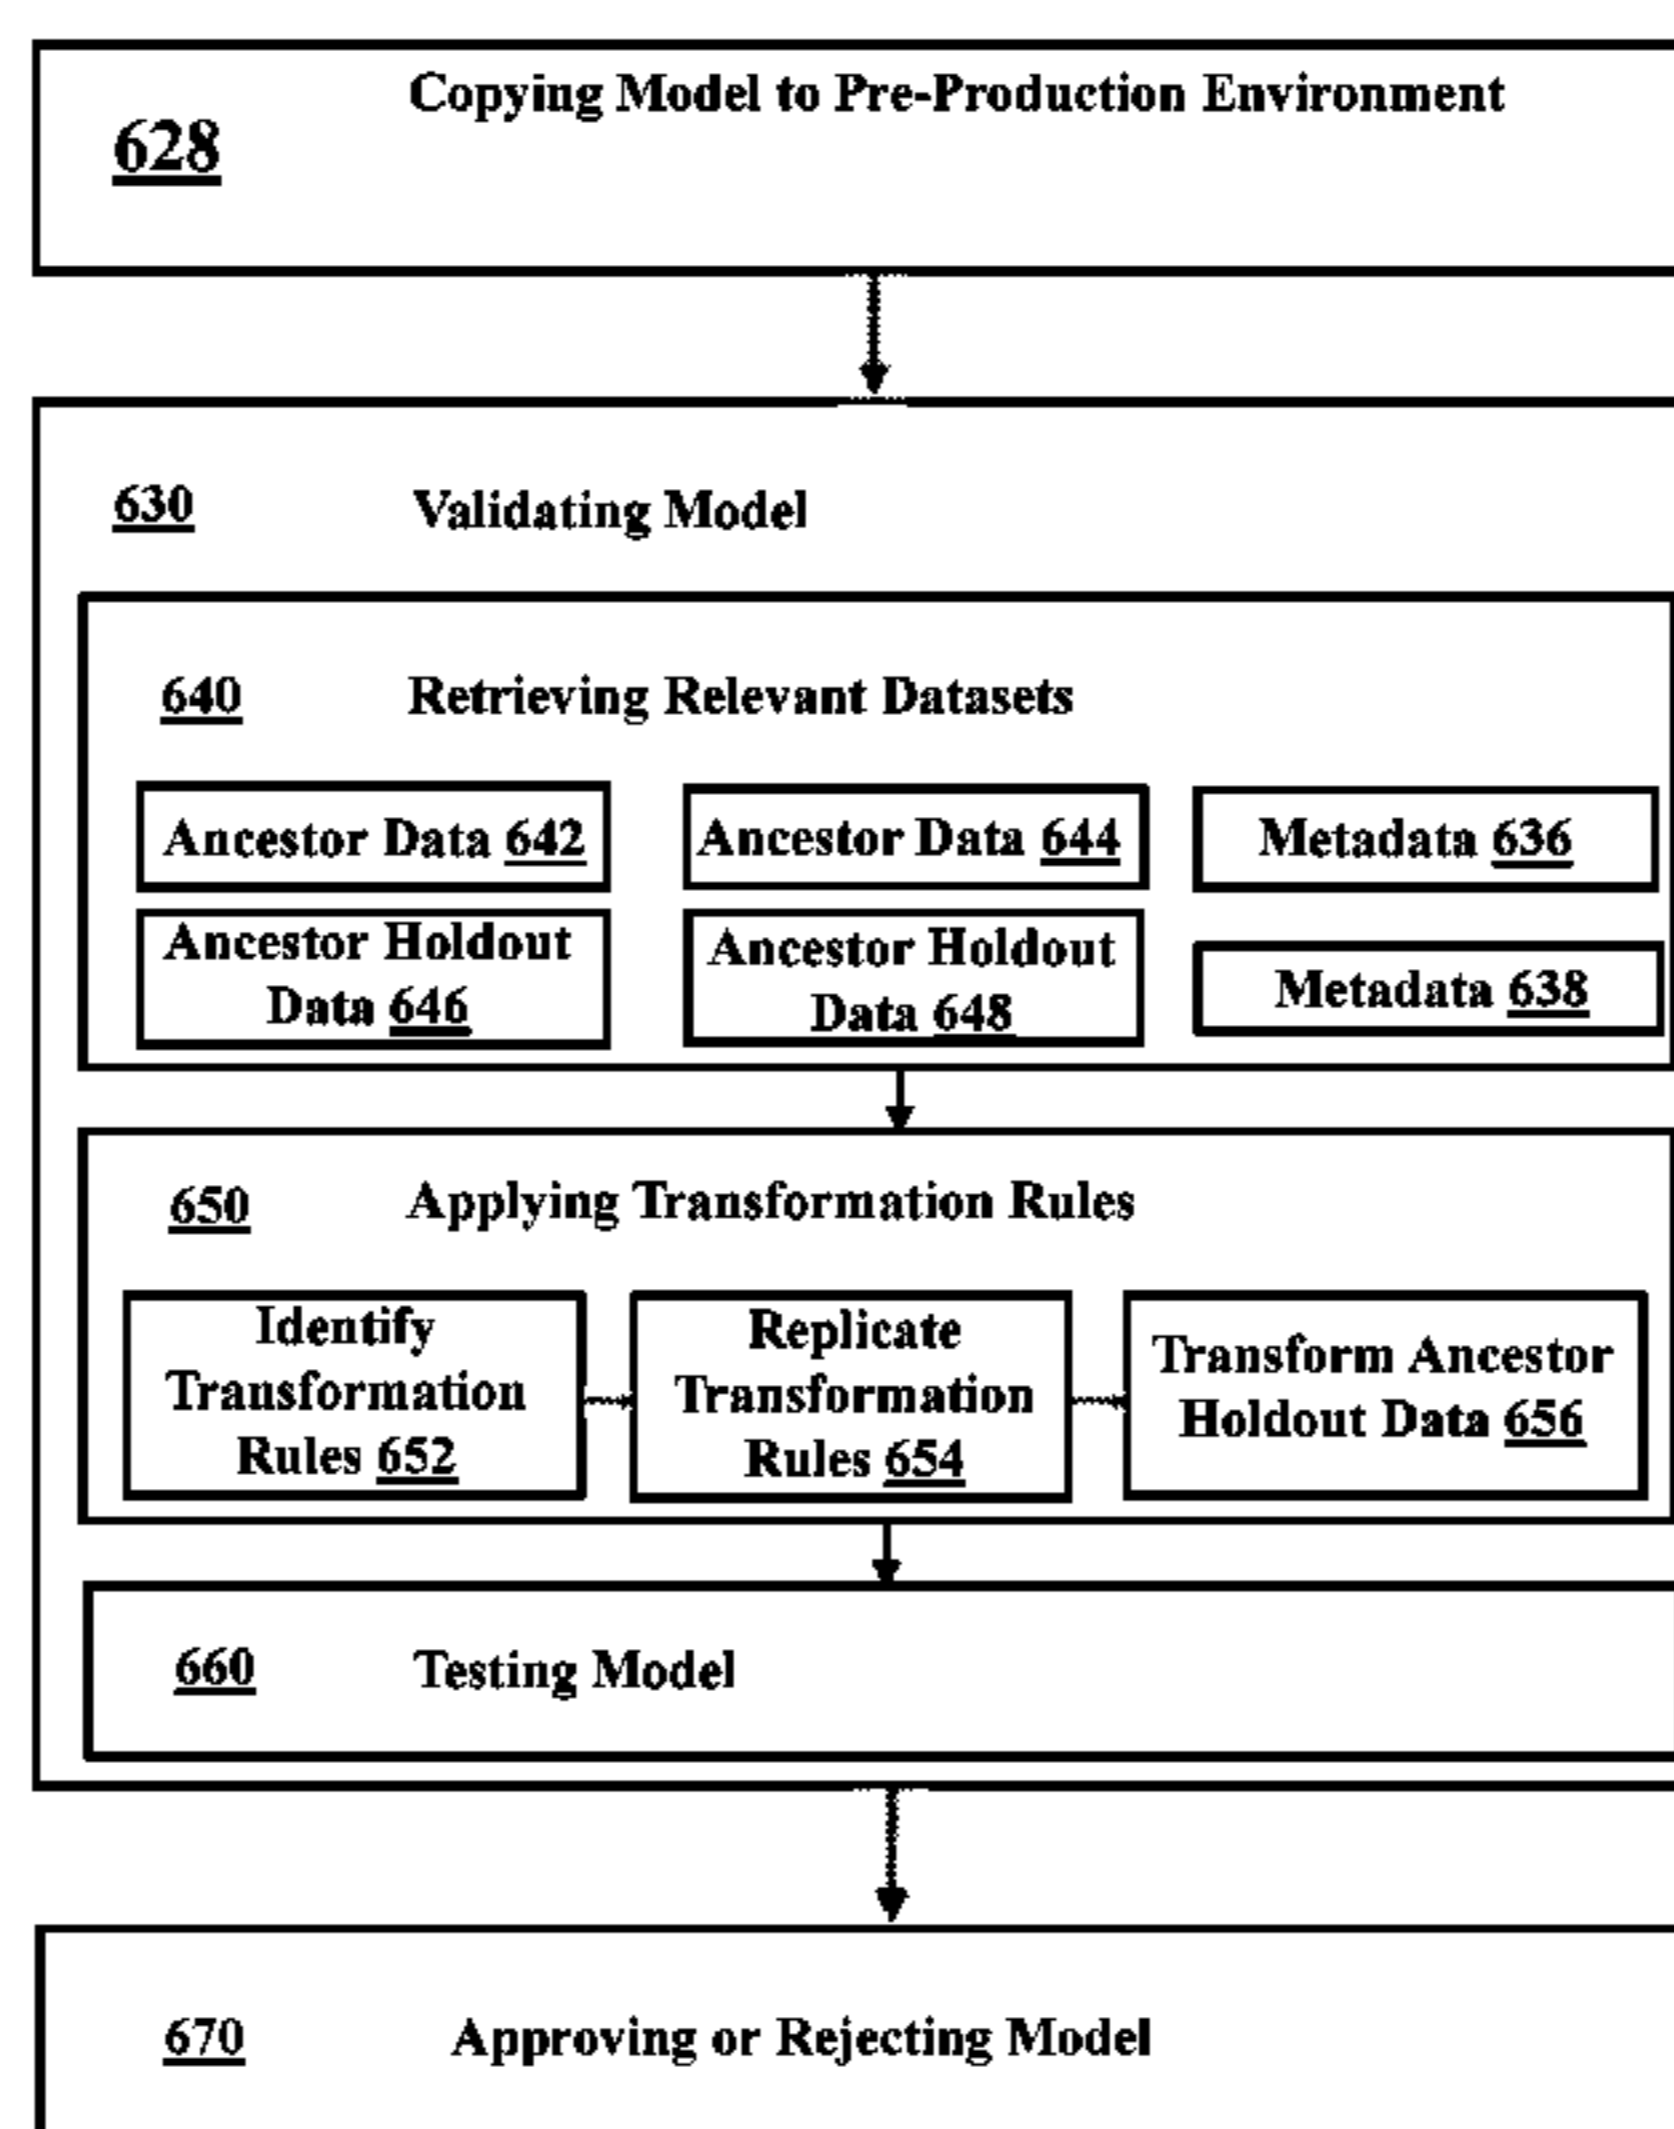 Copying Model to Pre-Production Environment
628
630 Validating Model
640 Retrieving Relevant Datasets
Ancestor Data 642
Ancestor Data 644
Metadata 636
Ancestor Holdout
Data 646
Ancestor Holdout
Data 648
Metadata 638
650 Applying Transformation Rules
Identify
Transformation
Rules 652
Replicate
Transformation
Rules 654
Transform Ancestor
Holdout Data 656
660 Testing Model
670 Approving or Rejecting Model